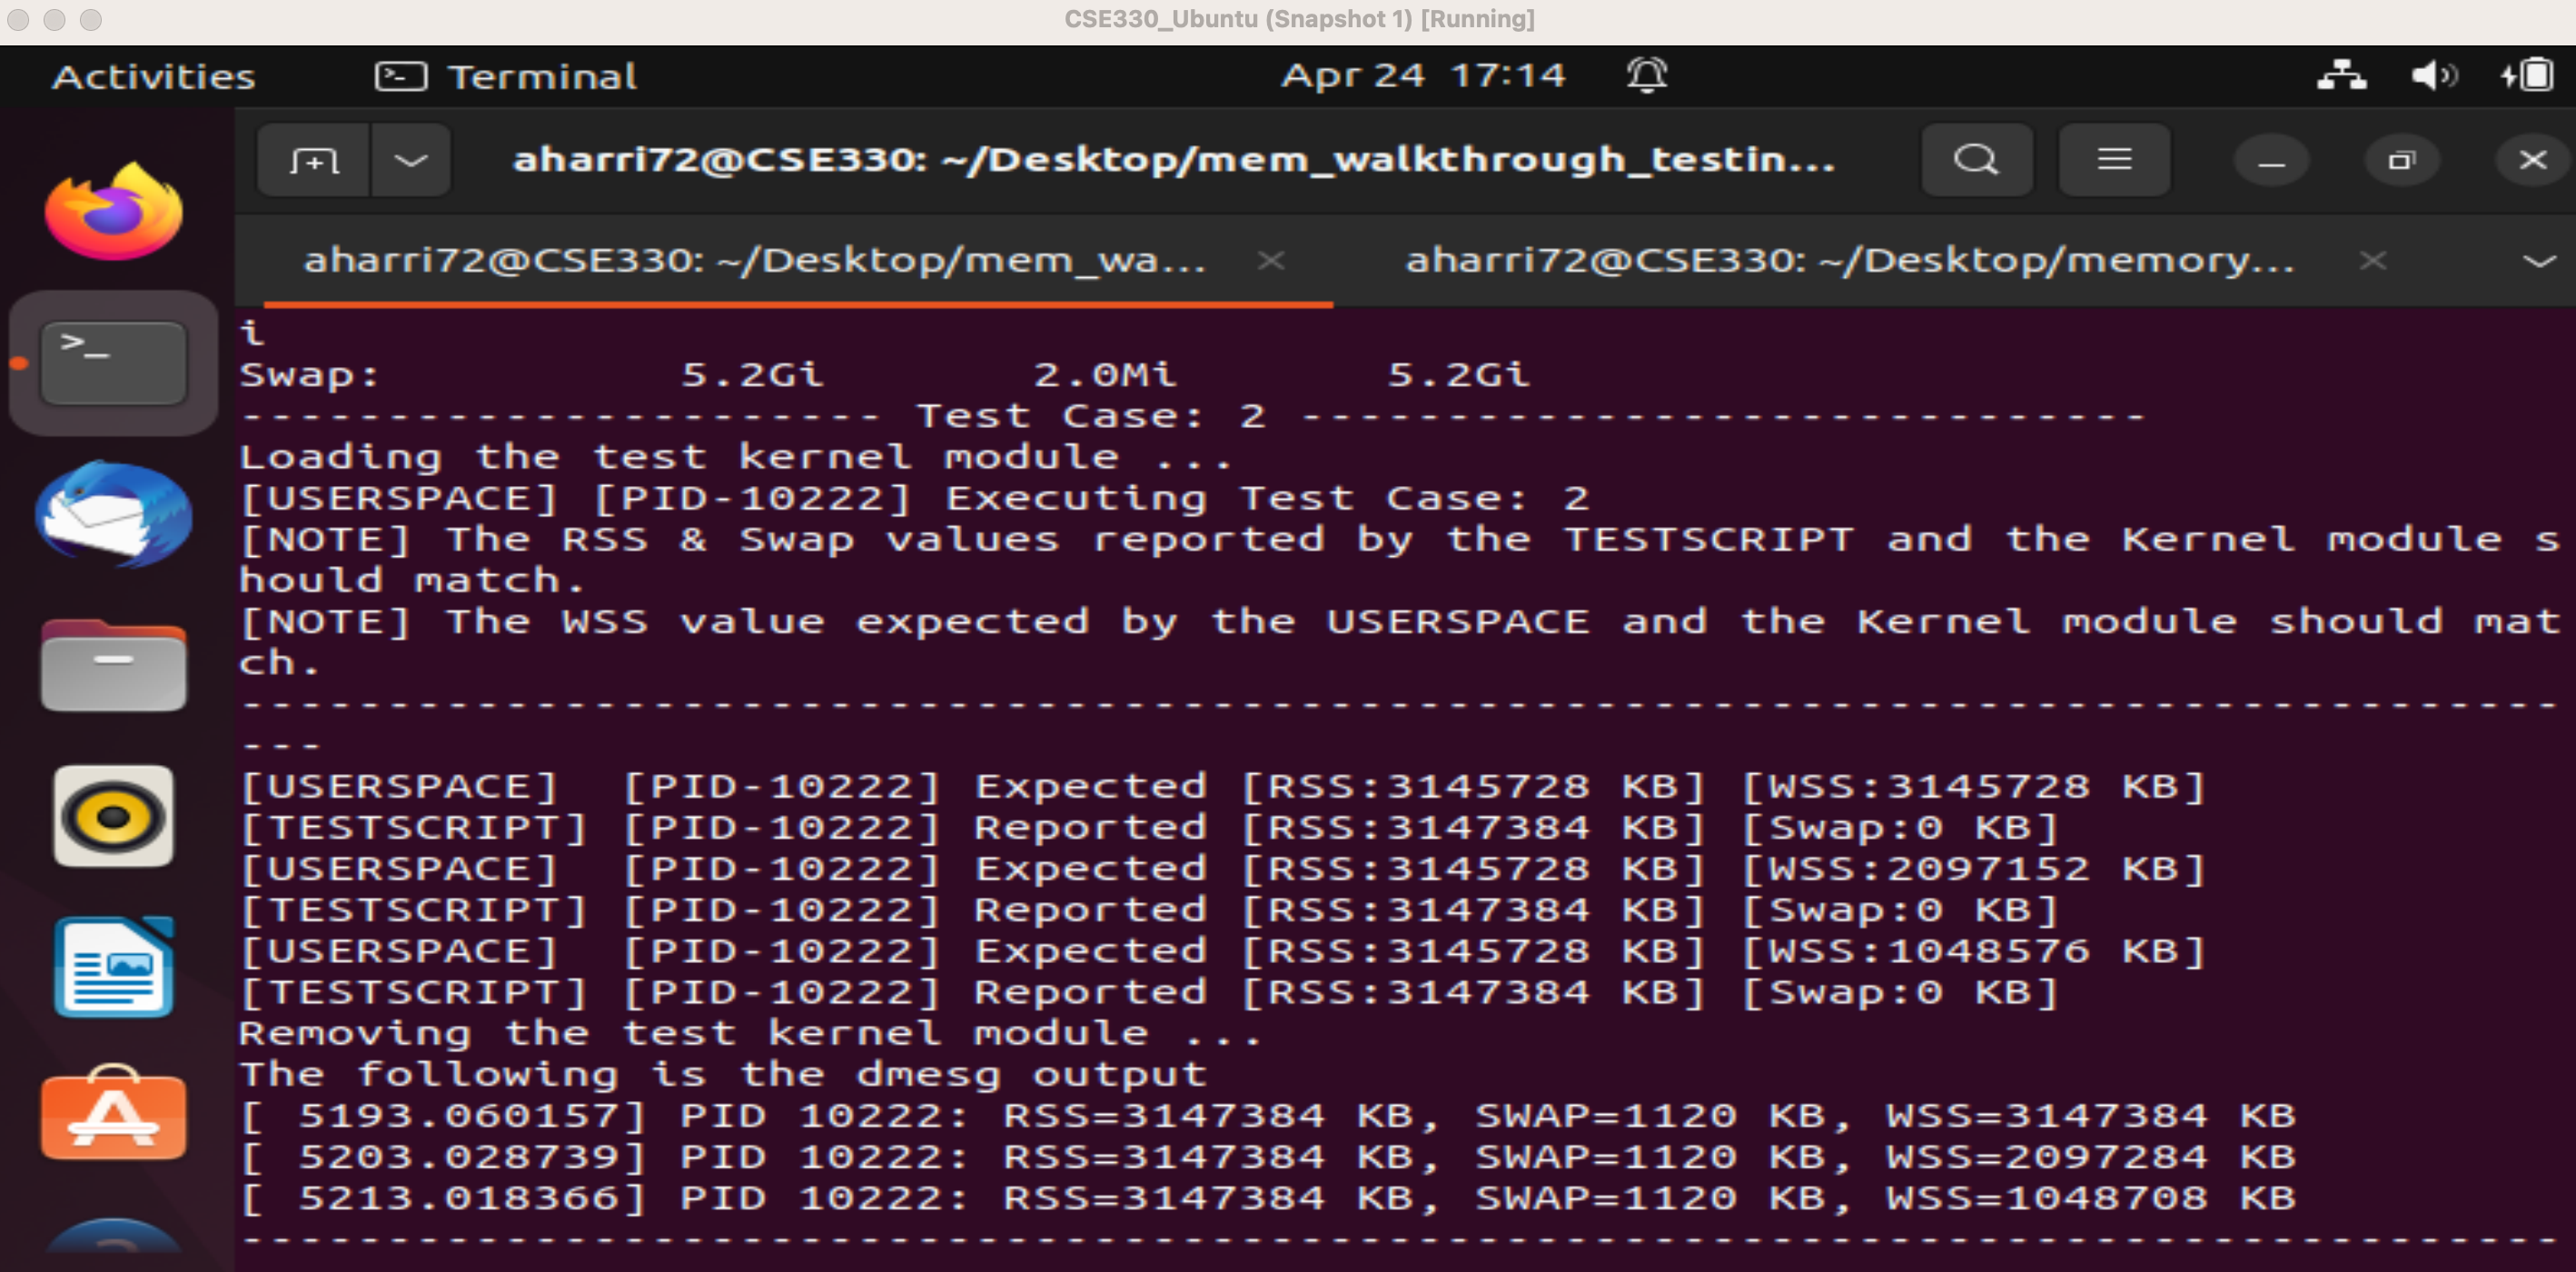 CSE330_Ubuntu (Snapshot 1) [Running]
Activities
Terminal
Apr 24 17:14
aharri72@CSE330: ~/Desktop/mem_walkthrough_testin...
aharri72@CSE330: ~/Desktop/mem_wa...
aharri72@CSE330: ~/Desktop/memory...
i
Swap: 5.2Gi 2.0Mi 5.2Gi
---------------------- Test Case: 2 -----------------------------
Loading the test kernel module ...
[USERSPACE] [PID-10222] Executing Test Case: 2
[NOTE] The RSS & Swap values reported by the TESTSCRIPT and the Kernel module s
hould match.
[NOTE] The WSS value expected by the USERSPACE and the Kernel module should mat
ch.
-------------------------------------------------------------------------------
---
[USERSPACE]  [PID-10222] Expected [RSS:3145728 KB] [WSS:3145728 KB]
[TESTSCRIPT] [PID-10222] Reported [RSS:3147384 KB] [Swap:0 KB]
[USERSPACE]  [PID-10222] Expected [RSS:3145728 KB] [WSS:2097152 KB]
[TESTSCRIPT] [PID-10222] Reported [RSS:3147384 KB] [Swap:0 KB]
[USERSPACE]  [PID-10222] Expected [RSS:3145728 KB] [WSS:1048576 KB]
[TESTSCRIPT] [PID-10222] Reported [RSS:3147384 KB] [Swap:0 KB]
Removing the test kernel module ...
The following is the dmesg output
[ 5193.060157] PID 10222: RSS=3147384 KB, SWAP=1120 KB, WSS=3147384 KB
[ 5203.028739] PID 10222: RSS=3147384 KB, SWAP=1120 KB, WSS=2097284 KB
[ 5213.018366] PID 10222: RSS=3147384 KB, SWAP=1120 KB, WSS=1048708 KB
-------------------------------------------------------------------------------